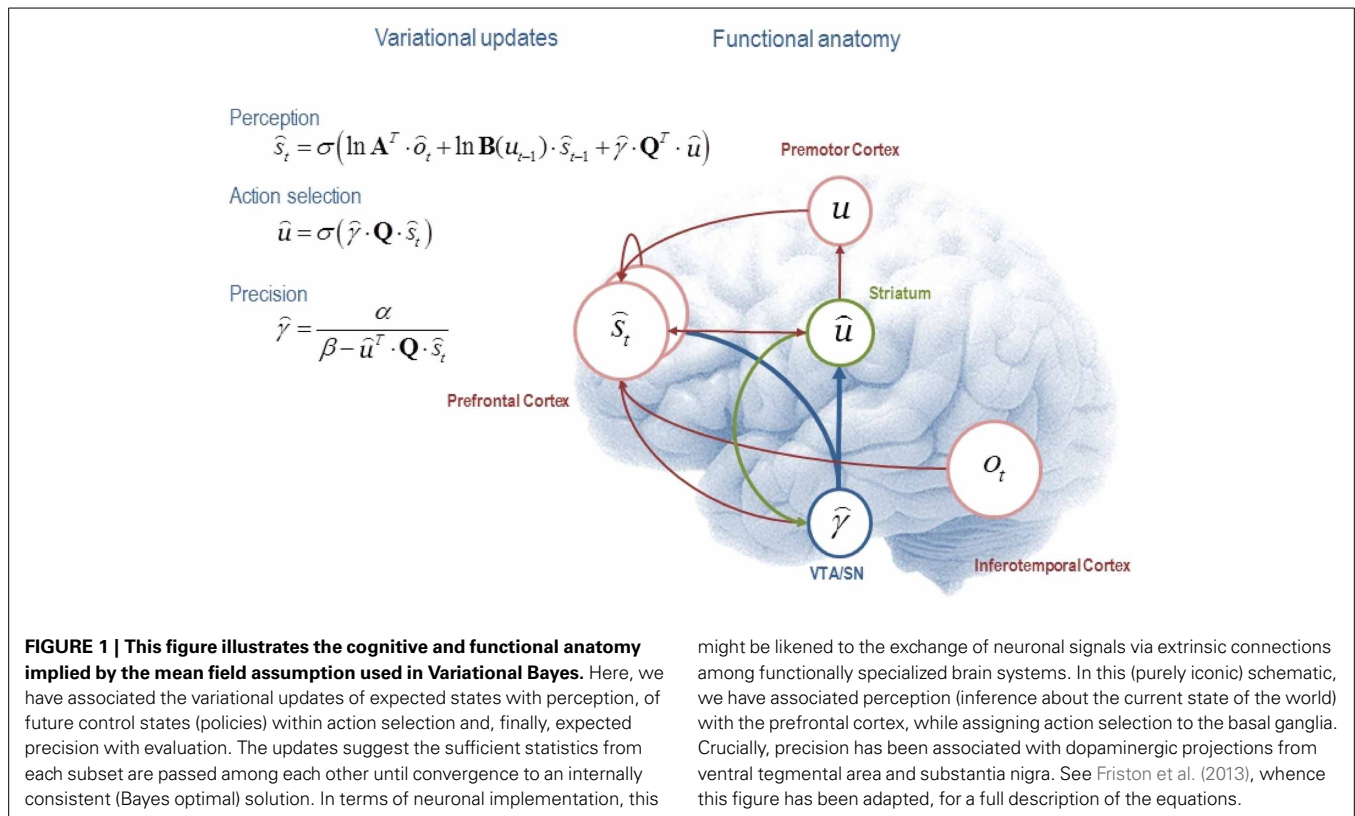 Variational updates
Functional anatomy
Perception
ŝ_t = σ(ln A^T · ô_t + ln B(u_{t−1}) · ŝ_{t−1} + γ̂ · Q^T · û)
Action selection
û = σ(γ̂ · Q · ŝ_t)
Precision
γ̂ = α / (β − û^T · Q · ŝ_t)
Premotor Cortex
u
Striatum
û
ŝ_t
Prefrontal Cortex
o_t
γ̂
VTA/SN
Inferotemporal Cortex
FIGURE 1 | This figure illustrates the cognitive and functional anatomy
implied by the mean field assumption used in Variational Bayes. Here, we
have associated the variational updates of expected states with perception, of
future control states (policies) within action selection and, finally, expected
precision with evaluation. The updates suggest the sufficient statistics from
each subset are passed among each other until convergence to an internally
consistent (Bayes optimal) solution. In terms of neuronal implementation, this
might be likened to the exchange of neuronal signals via extrinsic connections
among functionally specialized brain systems. In this (purely iconic) schematic,
we have associated perception (inference about the current state of the world)
with the prefrontal cortex, while assigning action selection to the basal ganglia.
Crucially, precision has been associated with dopaminergic projections from
ventral tegmental area and substantia nigra. See Friston et al. (2013), whence
this figure has been adapted, for a full description of the equations.